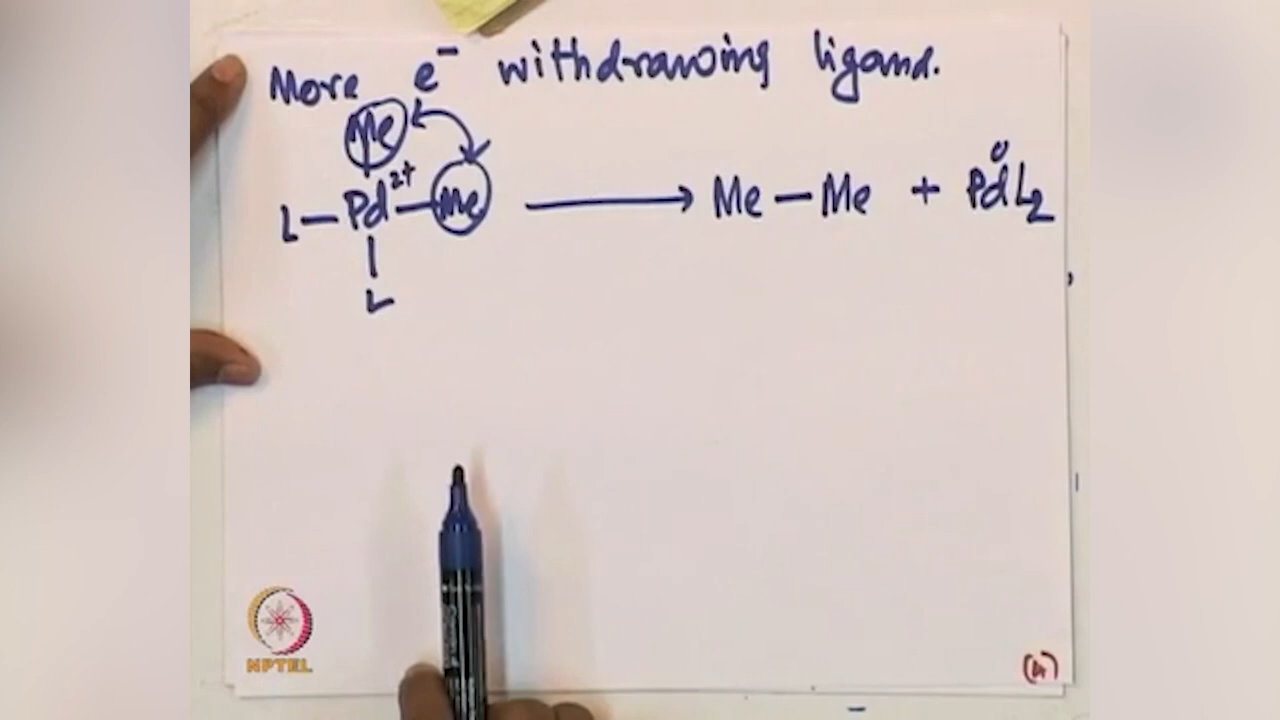 More e⁻ withdrawing ligand.
Me
L—Pd²⁺—Me ⟶ Me—Me + Pd⁰L₂
L
NPTEL
(4)